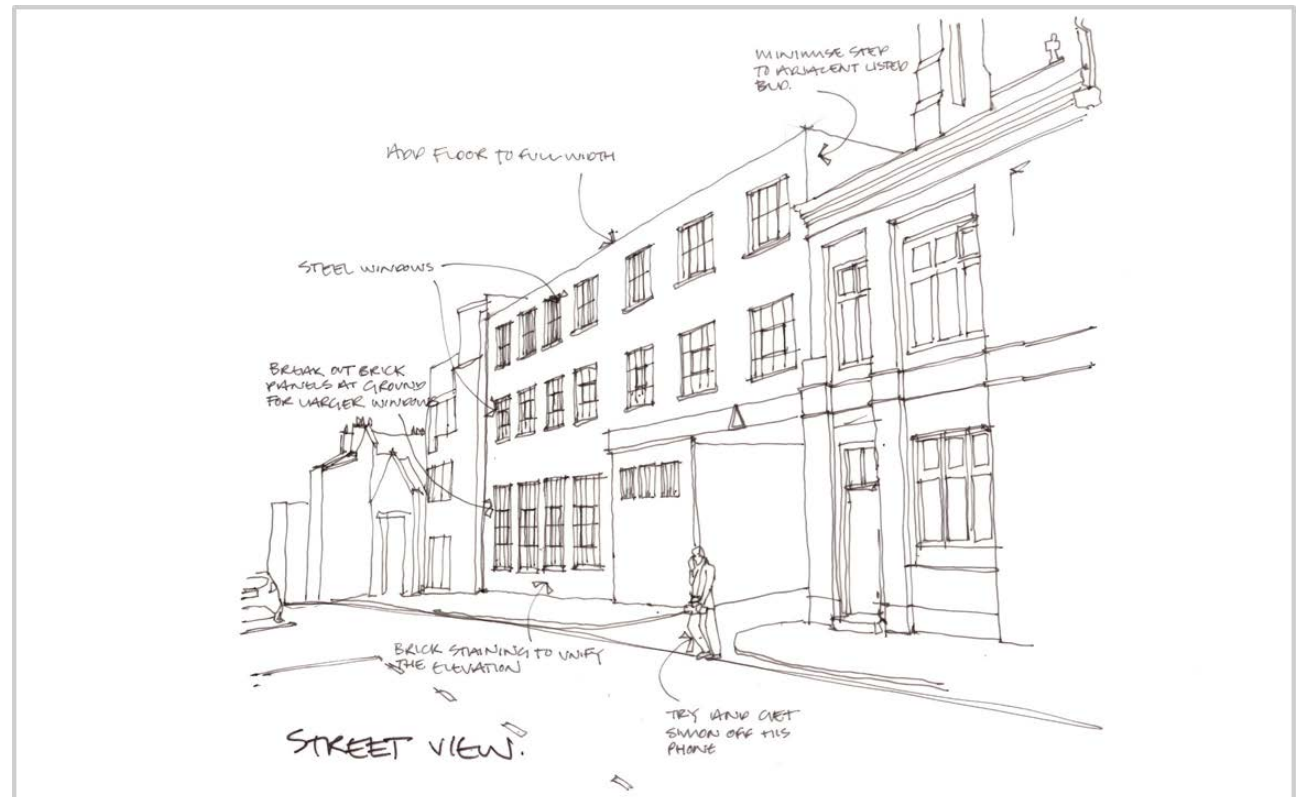 MINIMISE STEP
TO ADJACENT LISTED
BLD.
ADD FLOOR TO FULL WIDTH
STEEL WINDOWS
BREAK OUT BRICK
PANELS AT GROUND
FOR LARGER WINDOWS
BRICK STAINING TO UNIFY
THE ELEVATION
TRY AND GET
SIMON OFF HIS
PHONE
STREET VIEW.